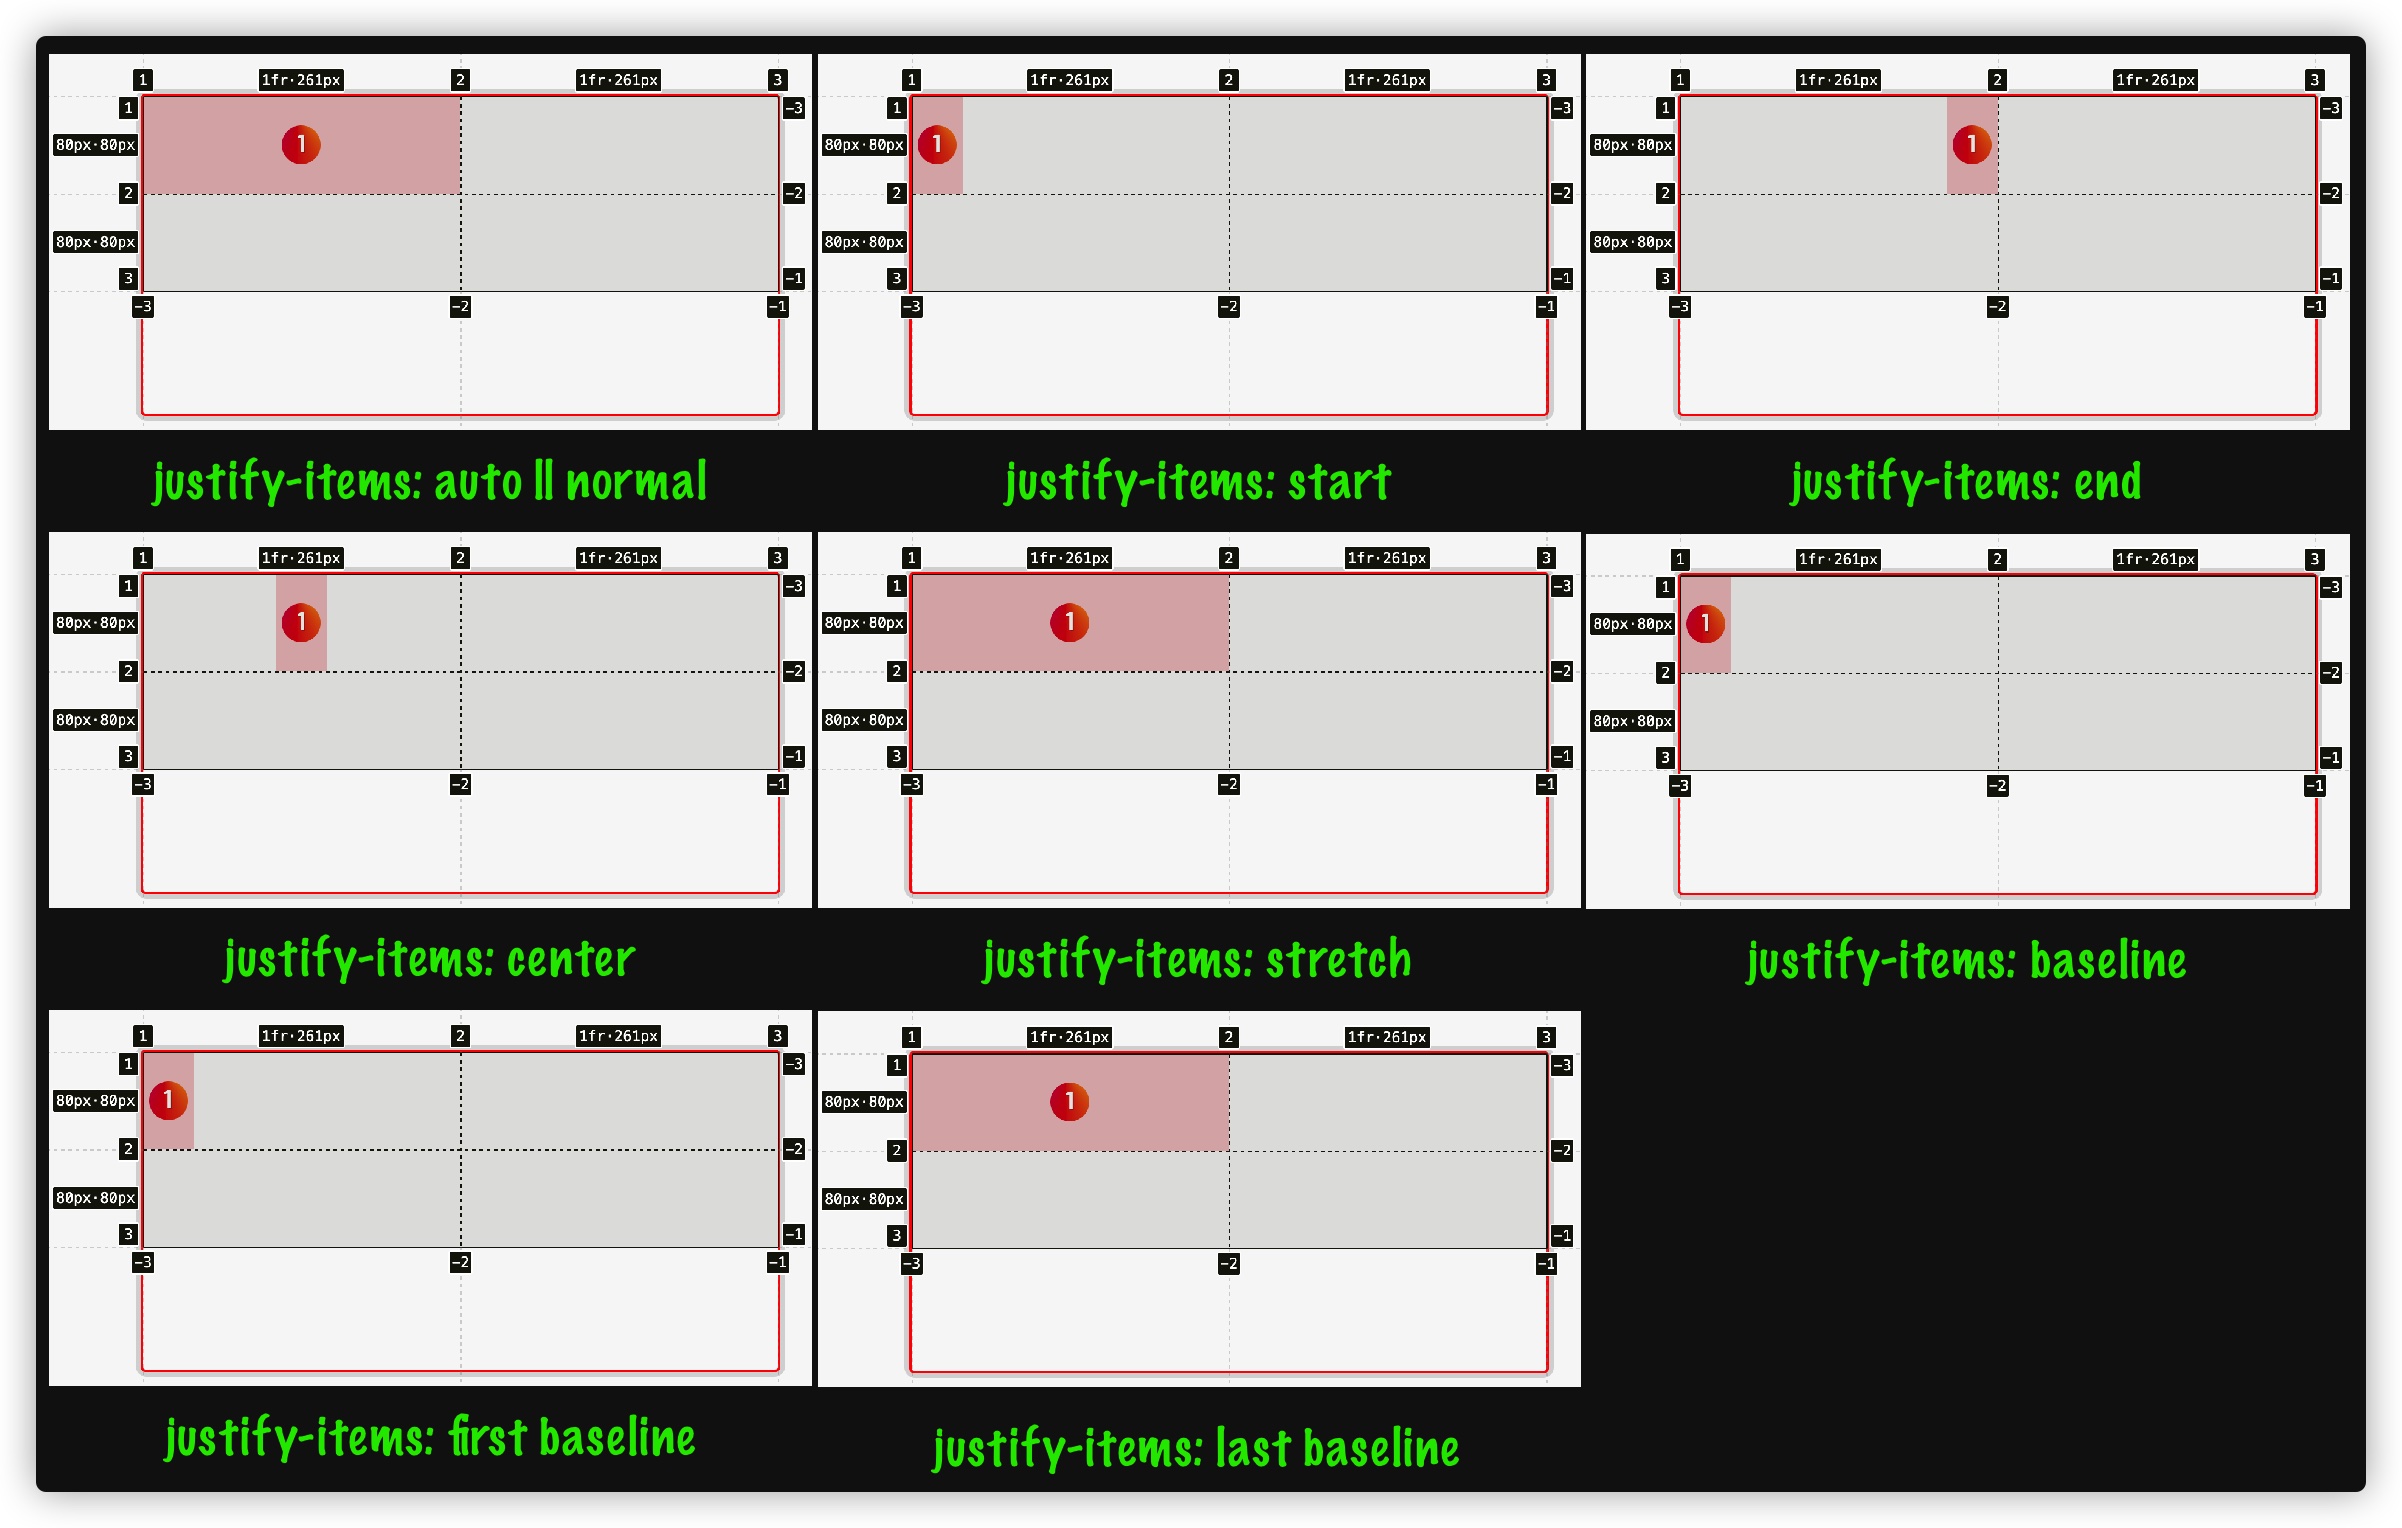 1 1fr·261px 2 1fr·261px 3
1 -3
80px·80px 1
2 -2
80px·80px
3 -1
-3 -2 -1
justify-items: auto || normal
1 1fr·261px 2 1fr·261px 3
1 -3
80px·80px 1
2 -2
80px·80px
3 -1
-3 -2 -1
justify-items: start
1 1fr·261px 2 1fr·261px 3
1 -3
80px·80px 1
2 -2
80px·80px
3 -1
-3 -2 -1
justify-items: end
1 1fr·261px 2 1fr·261px 3
1 -3
80px·80px 1
2 -2
80px·80px
3 -1
-3 -2 -1
justify-items: center
1 1fr·261px 2 1fr·261px 3
1 -3
80px·80px 1
2 -2
80px·80px
3 -1
-3 -2 -1
justify-items: stretch
1 1fr·261px 2 1fr·261px 3
1 -3
80px·80px 1
2 -2
80px·80px
3 -1
-3 -2 -1
justify-items: baseline
1 1fr·261px 2 1fr·261px 3
1 -3
80px·80px 1
2 -2
80px·80px
3 -1
-3 -2 -1
justify-items: first baseline
1 1fr·261px 2 1fr·261px 3
1 -3
80px·80px 1
2 -2
80px·80px
3 -1
-3 -2 -1
justify-items: last baseline